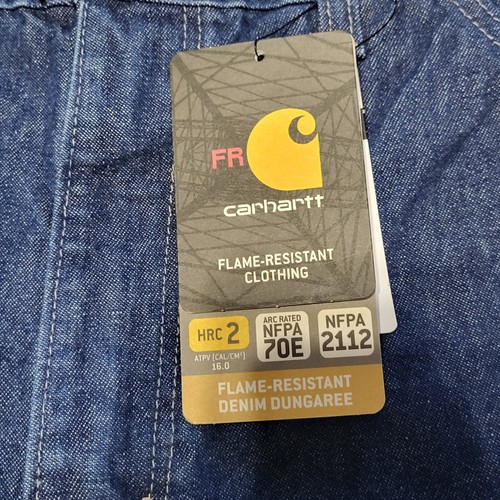 FR
carhartt
FLAME-RESISTANT
CLOTHING
HRC 2
ATPV (CAL/CM²)
16.0
ARC RATED
NFPA
70E
NFPA
2112
FLAME-RESISTANT
DENIM DUNGAREE